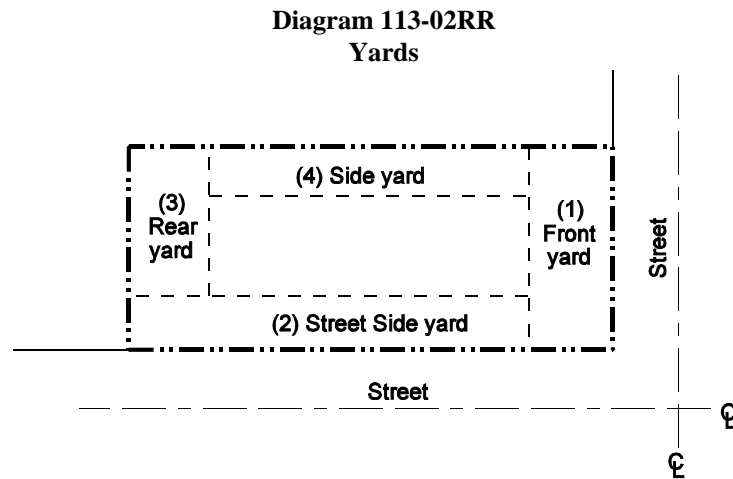 Diagram 113-02RR
Yards
(4) Side yard
(3)
Rear
yard
(1)
Front
yard
Street
(2) Street Side yard
Street
℄
℄